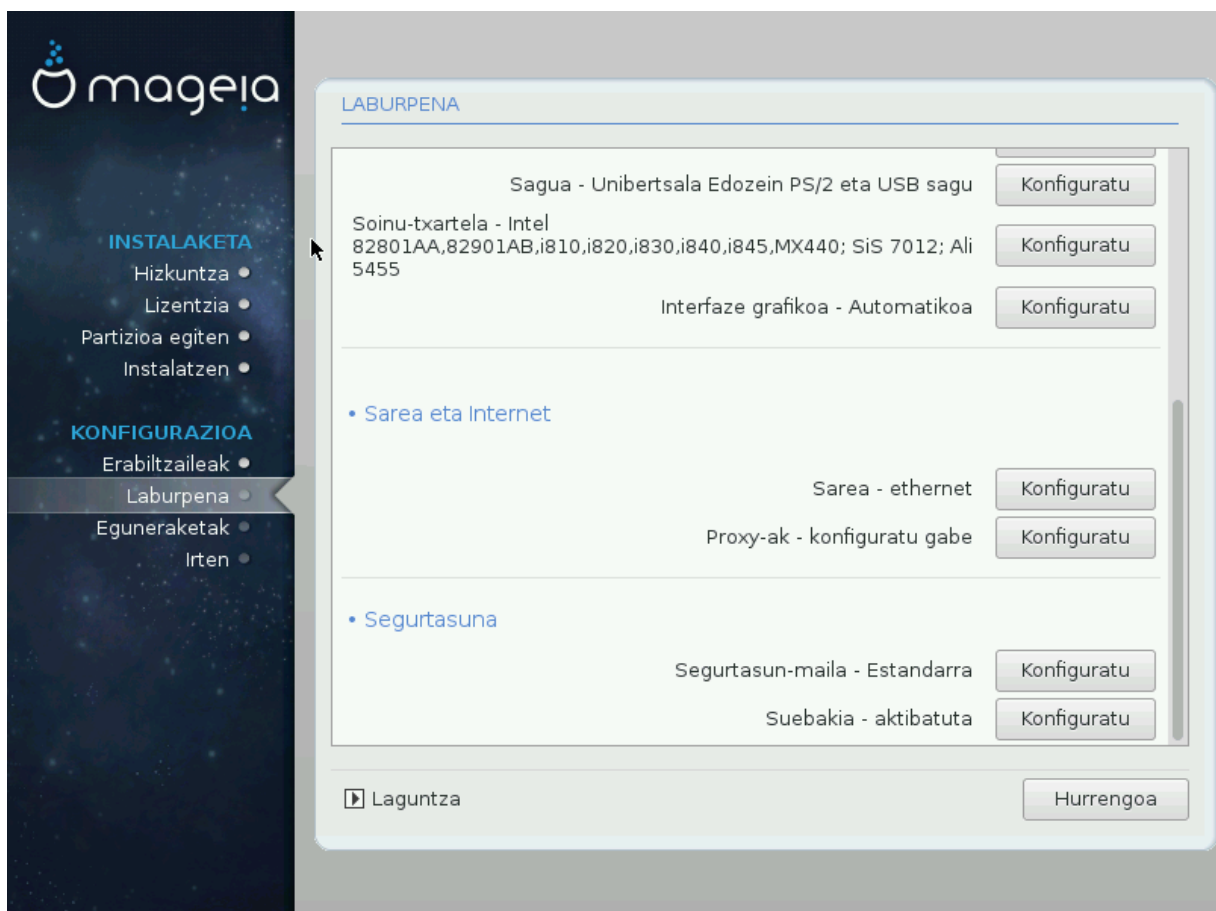 mageia
INSTALAKETA
Hizkuntza
Lizentzia
Partizioa egiten
Instalatzen
KONFIGURAZIOA
Erabiltzaileak
Laburpena
Eguneraketak
Irten
LABURPENA
Sagua - Unibertsala Edozein PS/2 eta USB sagu
Konfiguratu
Soinu-txartela - Intel
82801AA,82901AB,i810,i820,i830,i840,i845,MX440; SiS 7012; Ali
5455
Konfiguratu
Interfaze grafikoa - Automatikoa
Konfiguratu
• Sarea eta Internet
Sarea - ethernet
Konfiguratu
Proxy-ak - konfiguratu gabe
Konfiguratu
• Segurtasuna
Segurtasun-maila - Estandarra
Konfiguratu
Suebakia - aktibatuta
Konfiguratu
Laguntza
Hurrengoa